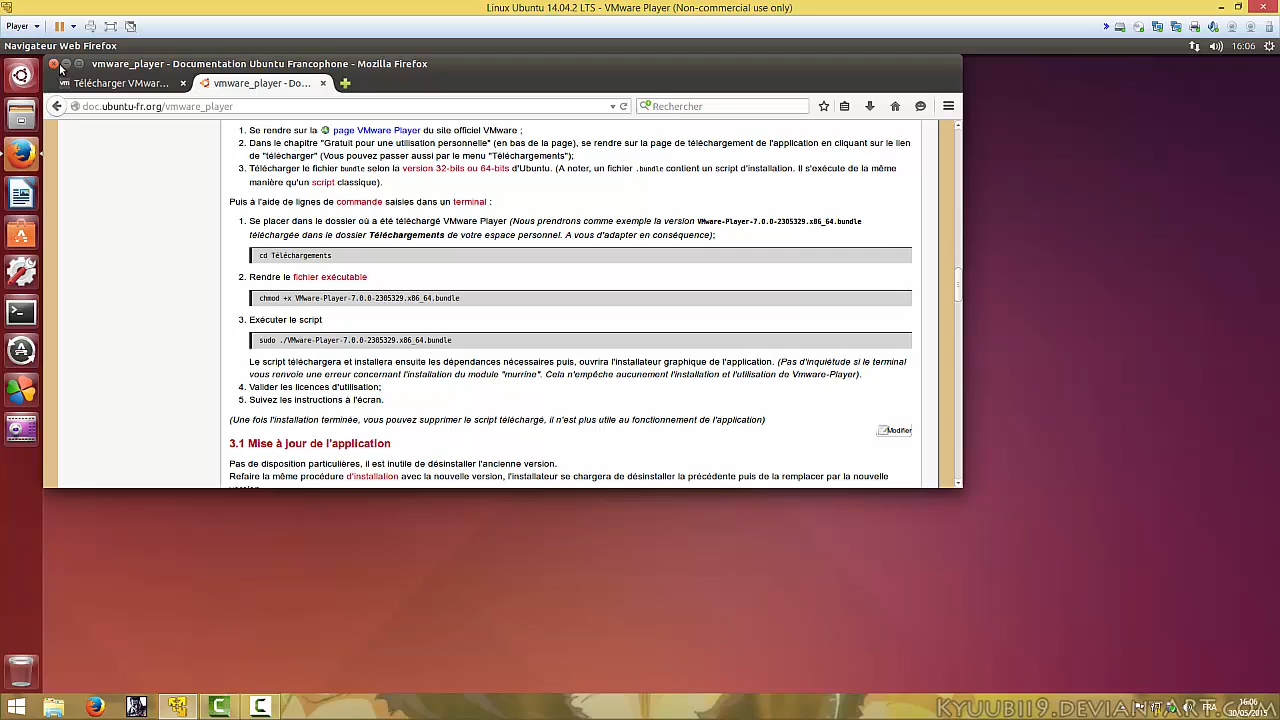 Linux Ubuntu 14.04.2 LTS - VMware Player (Non-commercial use only)
Player
Navigateur Web Firefox
16:06
vmware_player - Documentation Ubuntu Francophone - Mozilla Firefox
vm Télécharger VMwar...
vmware_player - Do...
doc.ubuntu-fr.org/vmware_player
Rechercher
1. Se rendre sur la page VMware Player du site officiel VMware ;
2. Dans le chapitre "Gratuit pour une utilisation personnelle" (en bas de la page), se rendre sur la page de téléchargement de l'application en cliquant sur le lien
de "télécharger" (Vous pouvez passer aussi par le menu "Téléchargements");
3. Télécharger le fichier bundle selon la version 32-bits ou 64-bits d'Ubuntu. (A noter, un fichier .bundle contient un script d'installation. Il s'exécute de la même
manière qu'un script classique).
Puis à l'aide de lignes de commande saisies dans un terminal :
1. Se placer dans le dossier où a été téléchargé VMware Player (Nous prendrons comme exemple la version VMware-Player-7.0.0-2305329.x86_64.bundle
téléchargée dans le dossier Téléchargements de votre espace personnel. A vous d'adapter en conséquence);
cd Téléchargements
2. Rendre le fichier exécutable
chmod +x VMware-Player-7.0.0-2305329.x86_64.bundle
3. Exécuter le script
sudo ./VMware-Player-7.0.0-2305329.x86_64.bundle
Le script téléchargera et installera ensuite les dépendances nécessaires puis, ouvrira l'installateur graphique de l'application. (Pas d'inquiétude si le terminal
vous renvoie une erreur concernant l'installation du module "murrine". Cela n'empêche aucunement l'installation et l'utilisation de Vmware-Player).
4. Valider les licences d'utilisation;
5. Suivez les instructions à l'écran.
(Une fois l'installation terminée, vous pouvez supprimer le script téléchargé, il n'est plus utile au fonctionnement de l'application)
Modifier
3.1 Mise à jour de l'application
Pas de disposition particulières, il est inutile de désinstaller l'ancienne version.
Refaire la même procédure d'installation avec la nouvelle version, l'installateur se chargera de désinstaller la précédente puis de la remplacer par la nouvelle
version.
KYUUBII9.DEVIANTART.COM
FRA
16:06
30/05/2015